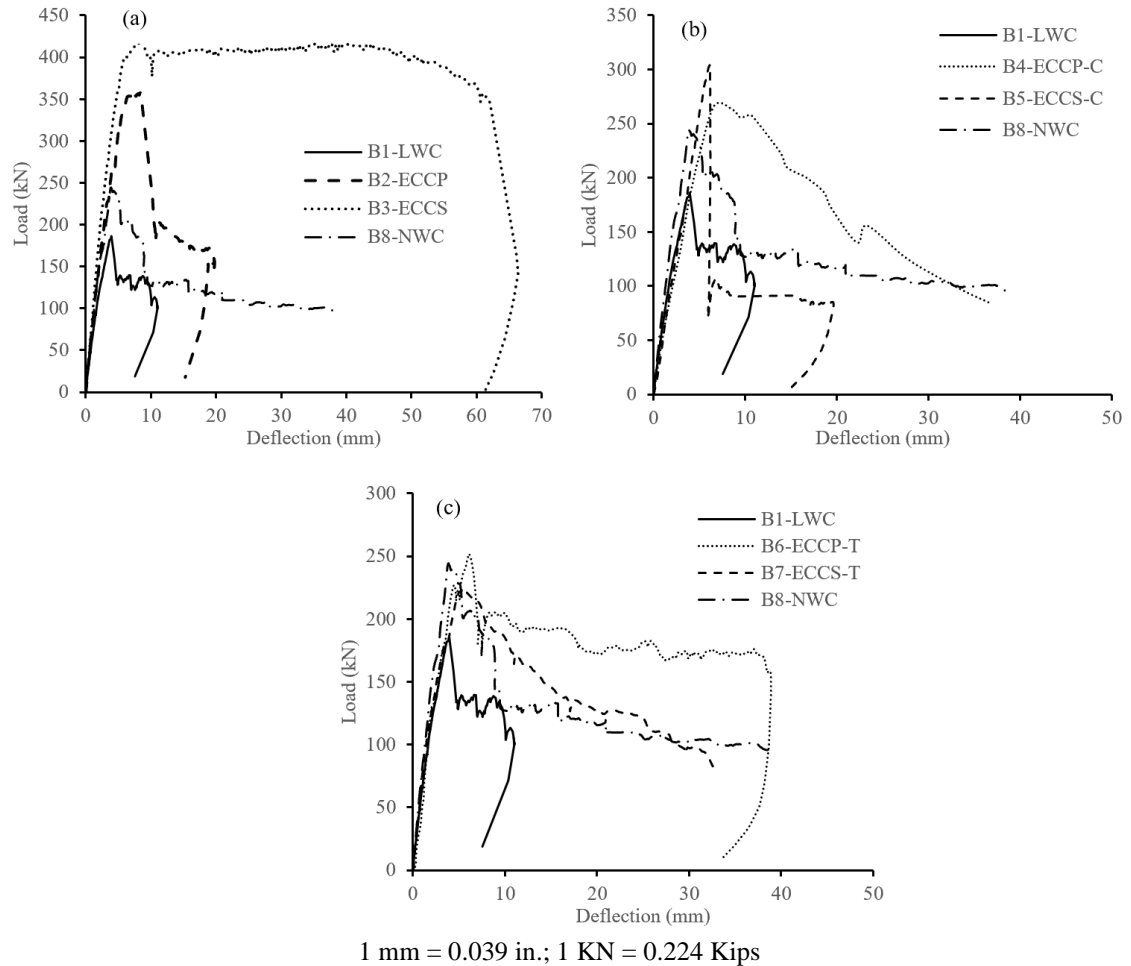 (a)
450
400
350
300
250
200
150
100
50
0
Load (kN)
B1-LWC
B2-ECCP
B3-ECCS
B8-NWC
0 10 20 30 40 50 60 70
Deflection (mm)
(b)
350
300
250
200
150
100
50
0
Load (kN)
B1-LWC
B4-ECCP-C
B5-ECCS-C
B8-NWC
0 10 20 30 40 50
Deflection (mm)
(c)
300
250
200
150
100
50
0
Load (kN)
B1-LWC
B6-ECCP-T
B7-ECCS-T
B8-NWC
0 10 20 30 40 50
Deflection (mm)
1 mm = 0.039 in.; 1 KN = 0.224 Kips